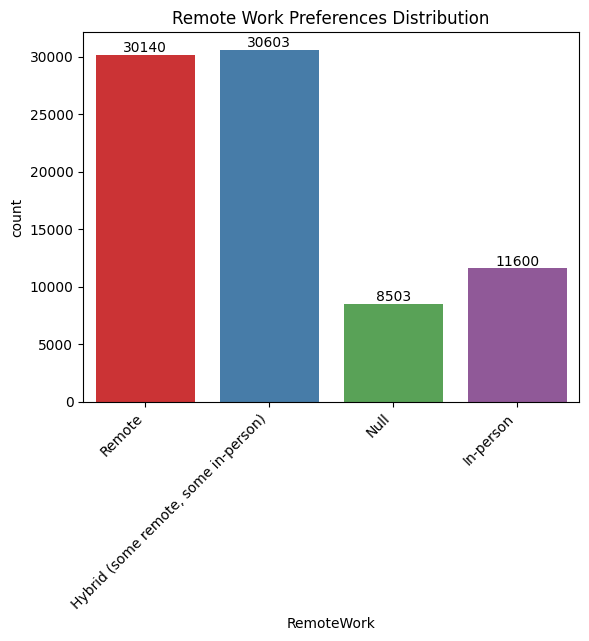 Remote Work Preferences Distribution
30140
30603
8503
11600
30000
25000
20000
15000
10000
5000
0
count
Remote
Hybrid (some remote, some in-person)
Null
In-person
RemoteWork